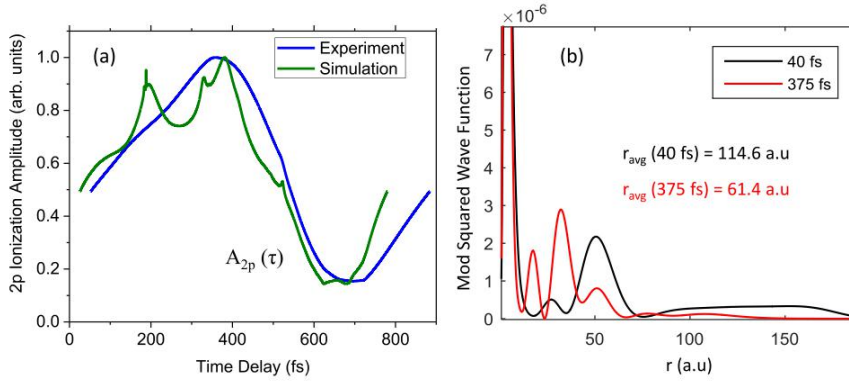 (a)
Experiment
Simulation
A2p (τ)
2p Ionization Amplitude (arb. units)
1.0
0.8
0.6
0.4
0.2
0.0
0
200
400
600
800
Time Delay (fs)
×10-6
(b)
40 fs
375 fs
ravg (40 fs) = 114.6 a.u
ravg (375 fs) = 61.4 a.u
Mod Squared Wave Function
7
6
5
4
3
2
1
0
50
100
150
r (a.u)